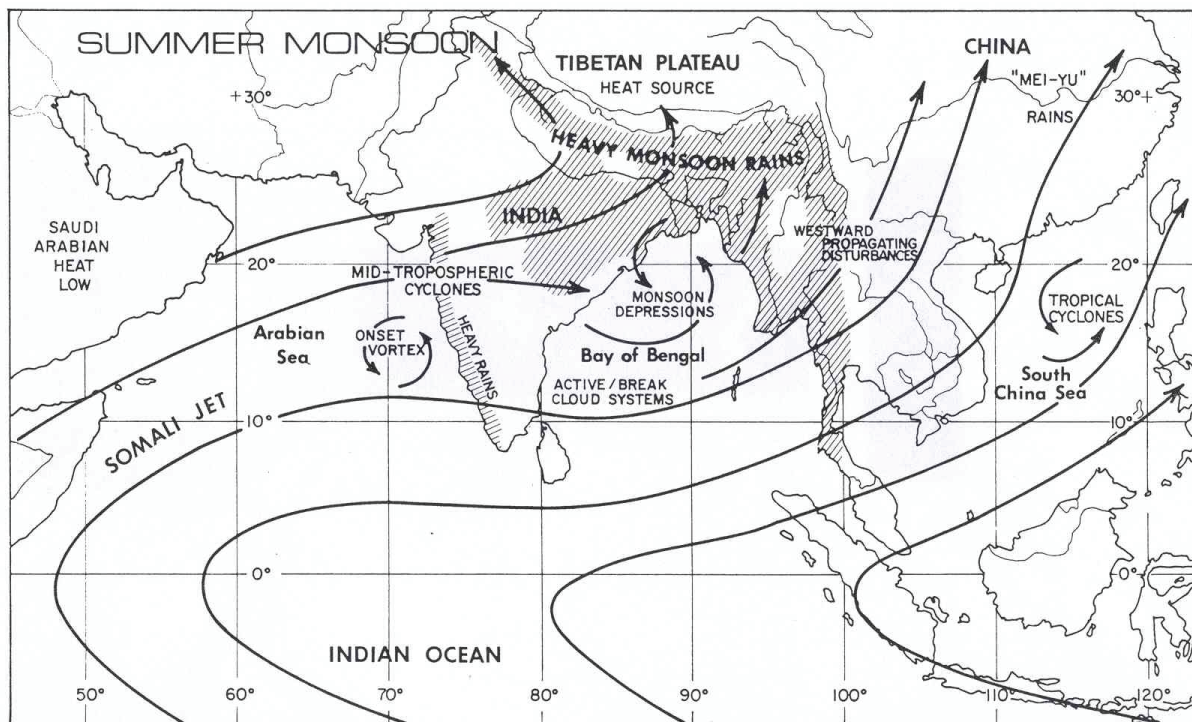 SUMMER MONSOON
TIBETAN PLATEAU
HEAT SOURCE
CHINA
"MEI-YU"
RAINS
+30°
30°+
HEAVY MONSOON RAINS
INDIA
SAUDI
ARABIAN
HEAT
LOW
20°
20°
MID-TROPOSPHERIC
CYCLONES
WESTWARD
PROPAGATING
DISTURBANCES
MONSOON
DEPRESSIONS
TROPICAL
CYCLONES
Arabian
Sea
ONSET
VORTEX
HEAVY RAINS
Bay of Bengal
ACTIVE/BREAK
CLOUD SYSTEMS
South
China Sea
SOMALI JET
10°
10°
0°
0°
INDIAN OCEAN
50°
60°
70°
80°
90°
100°
110°
120°